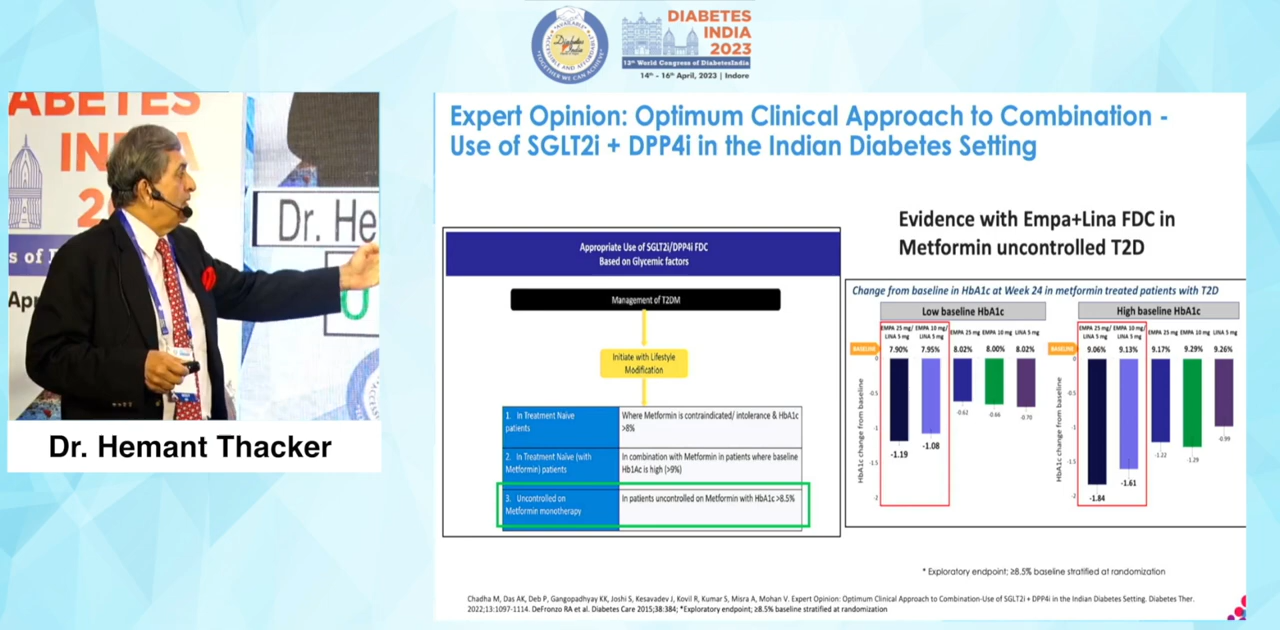 DIABETES
INDIA
2023
13th World Congress of DiabetesIndia
14th - 16th April, 2023 | Indore
Diabetes
TOGETHER WE CAN ACHIEVE
ABETES
IN
A
2
s of
Apr
Dr. He
Dr. Hemant Thacker
Expert Opinion: Optimum Clinical Approach to Combination -
Use of SGLT2i + DPP4i in the Indian Diabetes Setting
Appropriate Use of SGLT2i/DPP4i FDC
Based on Glycemic factors
Management of T2DM
Initiate with Lifestyle
Modification
1. In Treatment Naive
patients
Where Metformin is contraindicated/ intolerance & HbA1c
>8%
2. In Treatment Naïve (with
Metformin) patients
In combination with Metformin in patients where baseline
Hb1Ac is high (>9%)
3. Uncontrolled on
Metformin monotherapy
In patients uncontrolled on Metformin with HbA1c >8.5%
Evidence with Empa+Lina FDC in
Metformin uncontrolled T2D
Change from baseline in HbA1c at Week 24 in metformin treated patients with T2D
Low baseline HbA1c
EMPA 25 mg/ EMPA 10 mg/ EMPA 25 mg EMPA 10 mg LINA 5 mg
LINA 5 mg LINA 5 mg
BASELINE 7.90% 7.95% 8.02% 8.00% 8.02%
HbA1c change from baseline
0
-0.5
-1
-1.5
-2
-1.19 -1.08 -0.62 -0.66 -0.70
High baseline HbA1c
EMPA 25 mg/ EMPA 10 mg/ EMPA 25 mg EMPA 10 mg LINA 5 mg
LINA 5 mg LINA 5 mg
BASELINE 9.06% 9.13% 9.17% 9.29% 9.26%
HbA1c change from baseline
0
-0.5
-1
-1.5
-2
-1.84 -1.61 -1.22 -1.29 -0.99
* Exploratory endpoint; ≥8.5% baseline stratified at randomization
Chadha M, Das AK, Deb P, Gangopadhyay KK, Joshi S, Kesavadev J, Kovil R, Kumar S, Misra A, Mohan V. Expert Opinion: Optimum Clinical Approach to Combination-Use of SGLT2i + DPP4i in the Indian Diabetes Setting. Diabetes Ther.
2022;13:1097-1114. DeFronzo RA et al. Diabetes Care 2015;38:384; *Exploratory endpoint; ≥8.5% baseline stratified at randomization